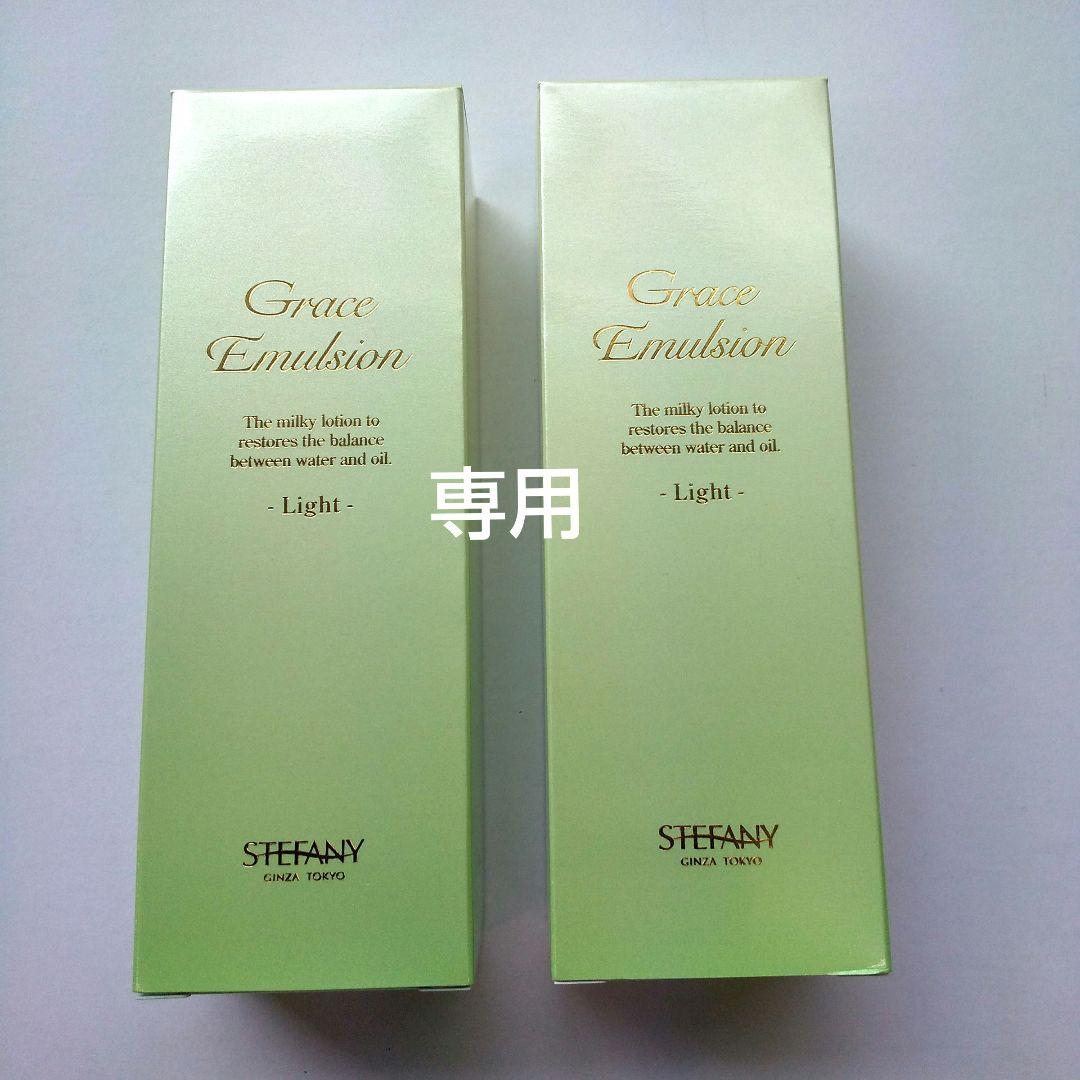 Grace
Emulsion
The milky lotion to
restores the balance
between water and oil.
- Light -
STEFANY
GINZA TOKYO
専用
Grace
Emulsion
The milky lotion to
restores the balance
between water and oil.
- Light -
STEFANY
GINZA TOKYO